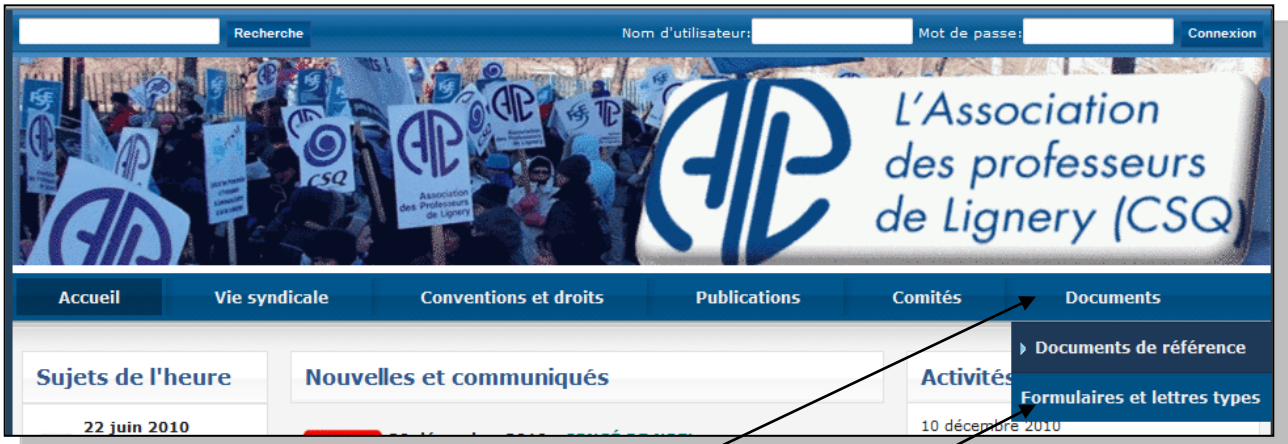 Recherche Nom d'utilisateur: Mot de passe: Connexion
FSE
CSQ
Association
des Professeurs
de Lignery
L'Association
des professeurs
de Lignery (CSQ)
Accueil Vie syndicale Conventions et droits Publications Comités Documents
Documents de référence
Formulaires et lettres types
Sujets de l'heure Nouvelles et communiqués Activités
22 juin 2010 10 décembre 2010